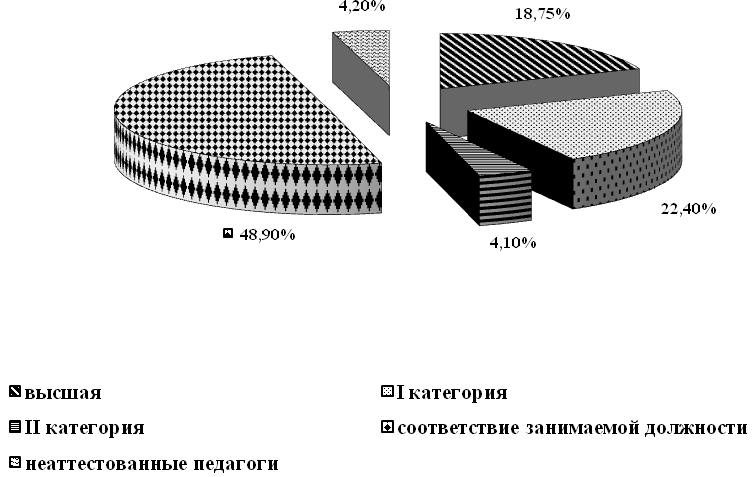 4,20%
18,75%
22,40%
48,90%
4,10%
высшая
I категория
II категория
соответствие занимаемой должности
неаттестованные педагоги